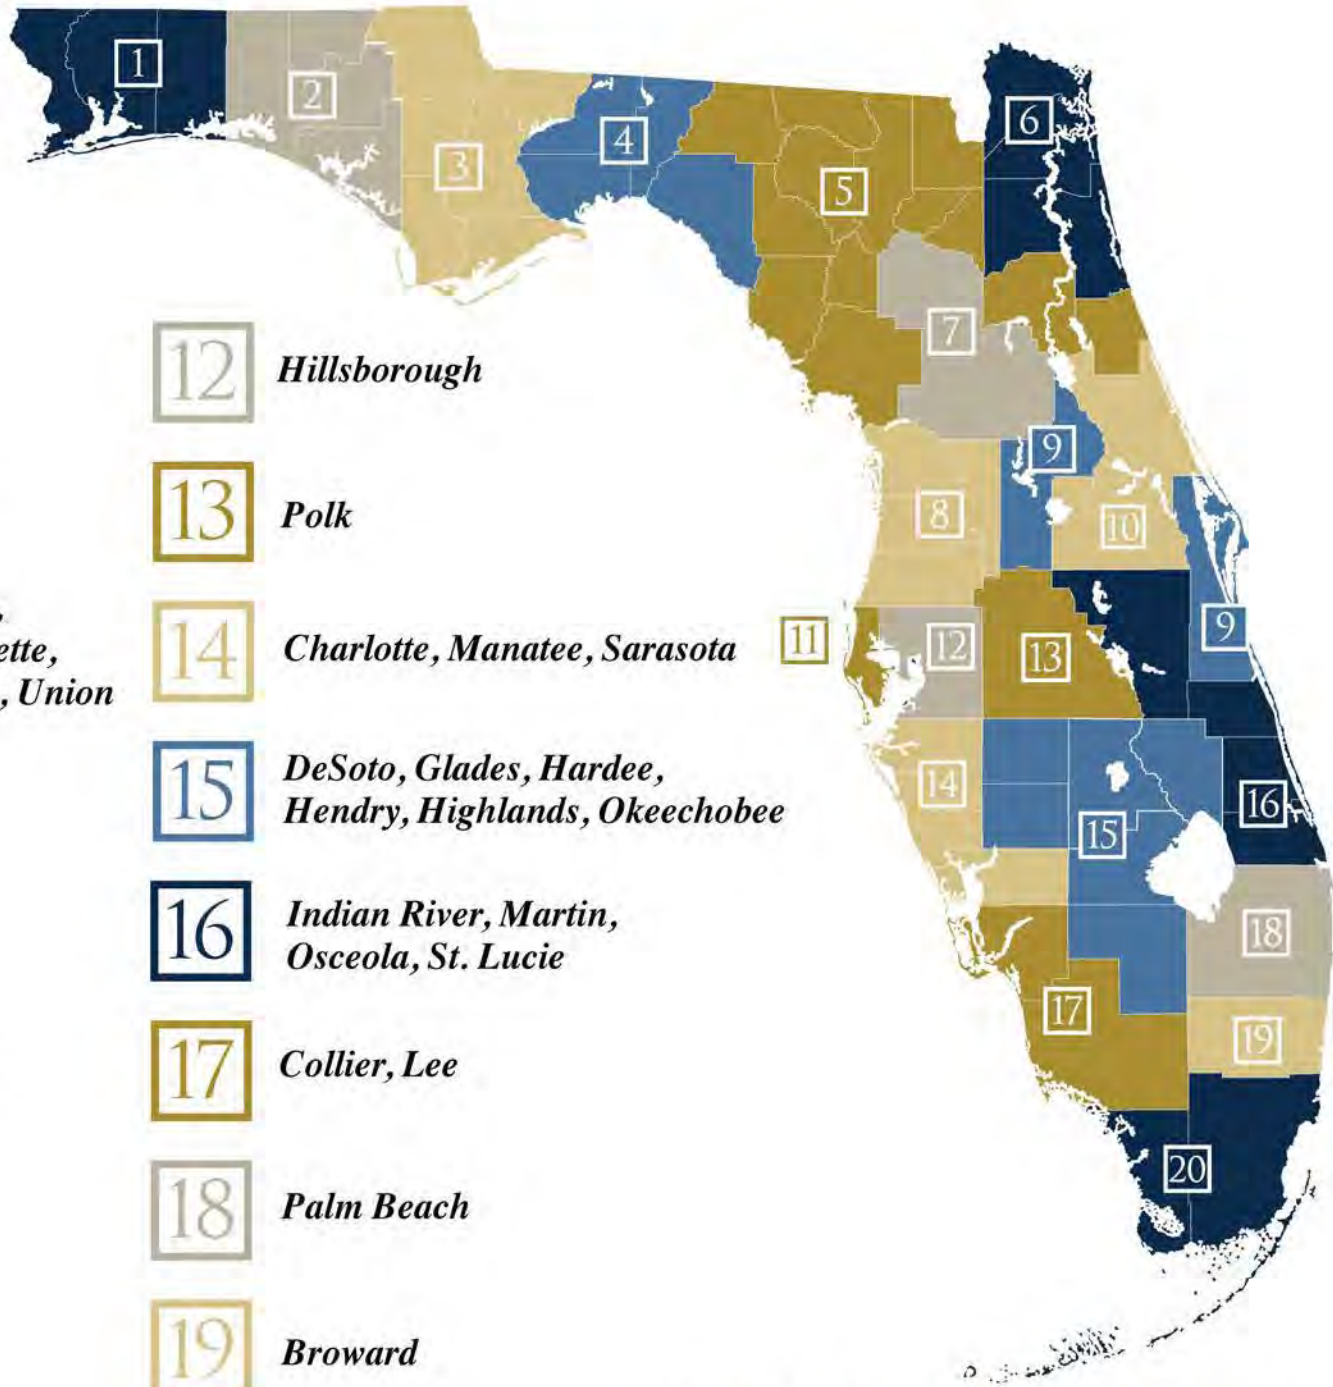 1
2
3
4
5
6
7
8
9
10
9
11
12
13
14
15
16
17
18
19
20
12 Hillsborough
13 Polk
14 Charlotte, Manatee, Sarasota
ette,
, Union
15 DeSoto, Glades, Hardee,
Hendry, Highlands, Okeechobee
16 Indian River, Martin,
Osceola, St. Lucie
17 Collier, Lee
18 Palm Beach
19 Broward